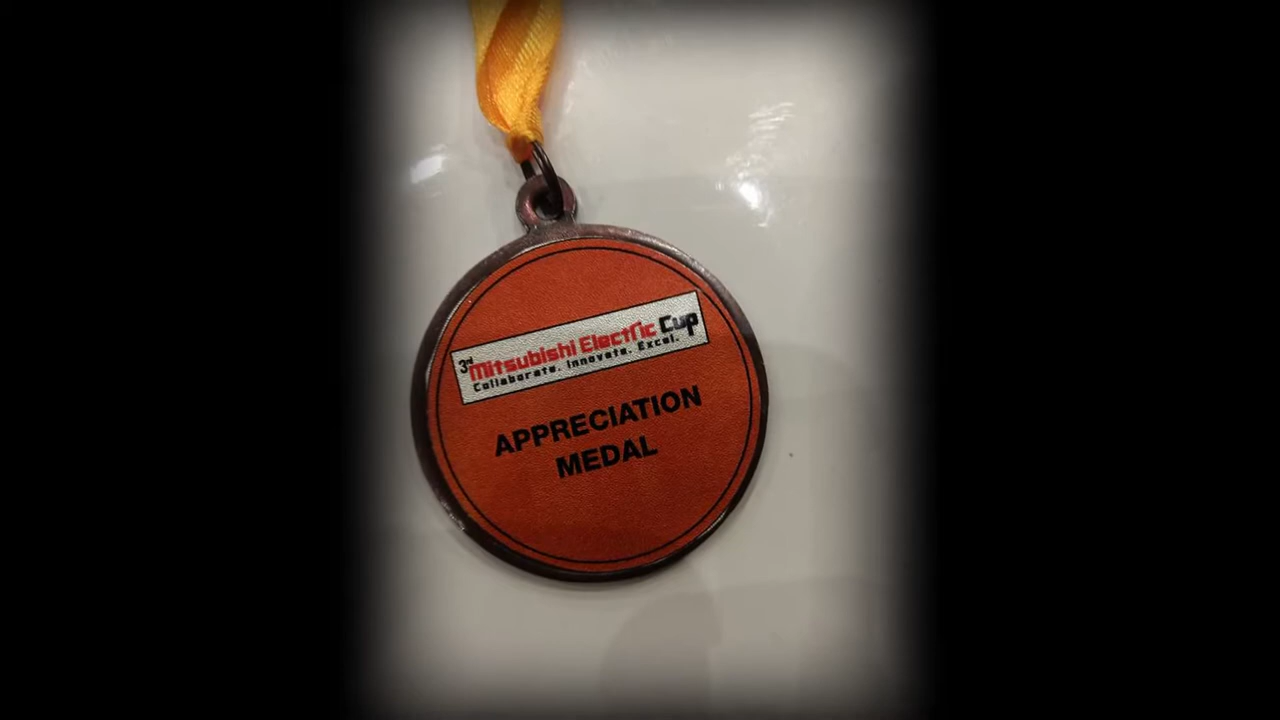 3rd Mitsubishi Electric Cup
Collaborate. Innovate. Excel.
APPRECIATION
MEDAL